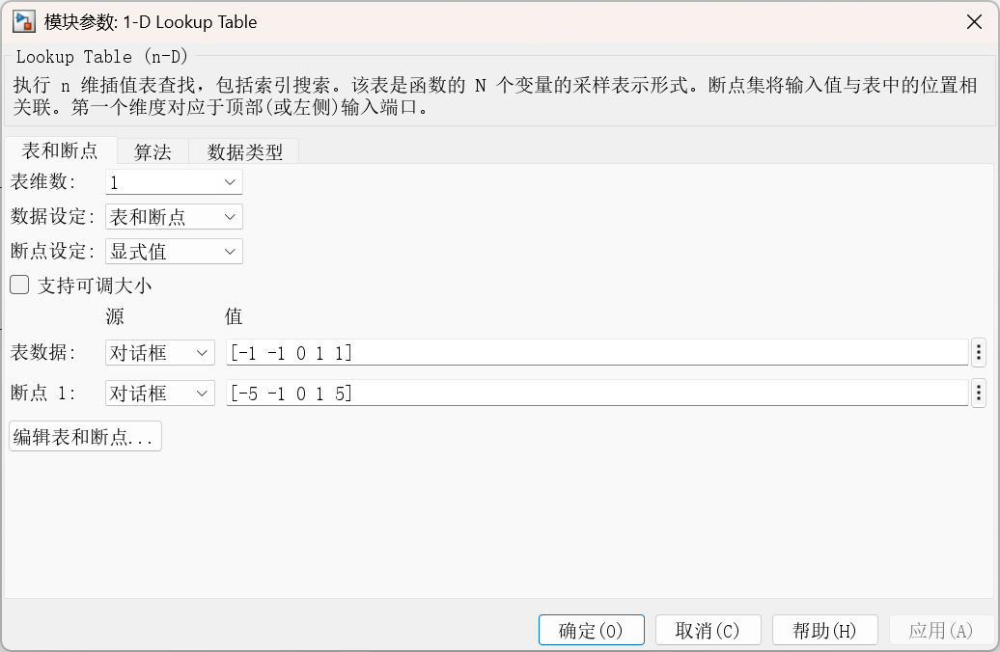 模块参数: 1-D Lookup Table
Lookup Table (n-D)
执行 n 维插值表查找，包括索引搜索。该表是函数的 N 个变量的采样表示形式。断点集将输入值与表中的位置相
关联。第一个维度对应于顶部(或左侧)输入端口。
表和断点 算法 数据类型
表维数: 1
数据设定: 表和断点
断点设定: 显式值
支持可调大小
源 值
表数据: 对话框 [-1 -1 0 1 1]
断点 1: 对话框 [-5 -1 0 1 5]
编辑表和断点...
确定(O) 取消(C) 帮助(H) 应用(A)